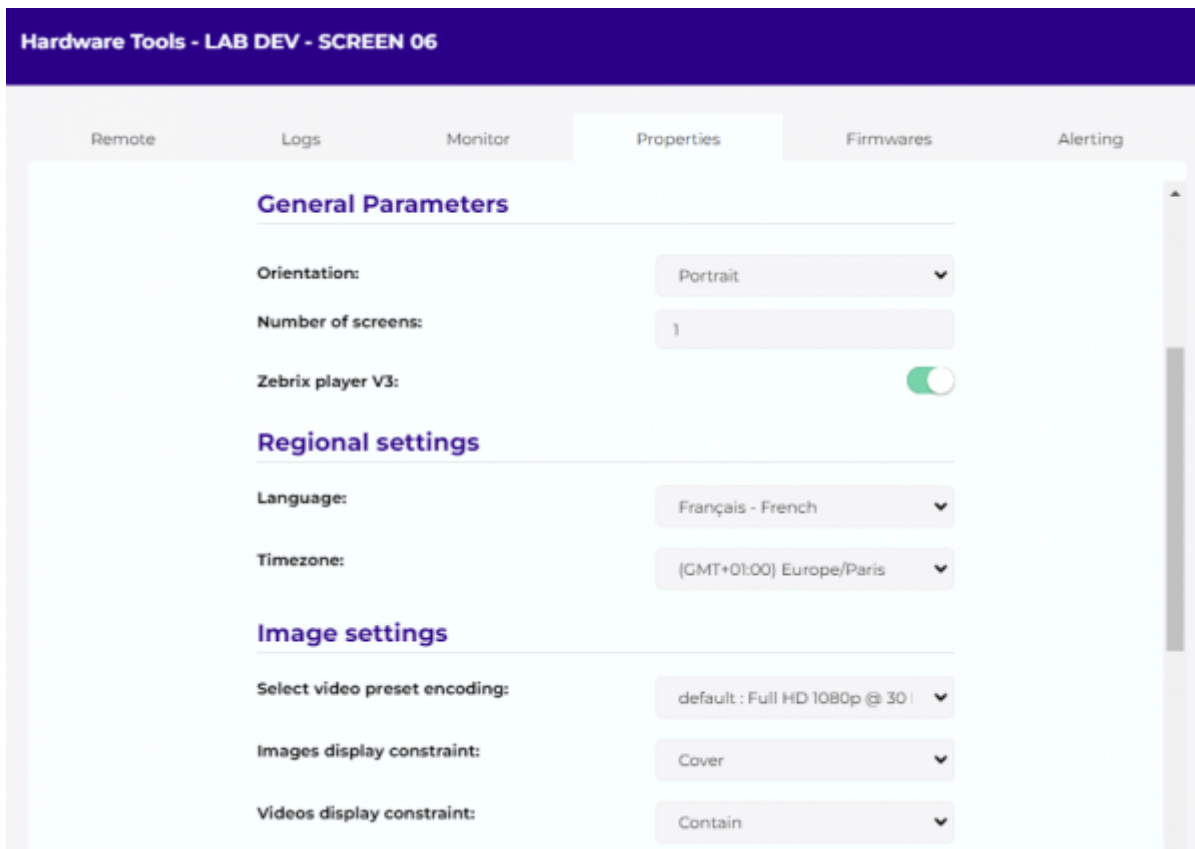 Hardware Tools - LAB DEV - SCREEN 06
Remote Logs Monitor Properties Firmwares Alerting
General Parameters
Orientation: Portrait
Number of screens: 1
Zebrix player V3:
Regional settings
Language: Français - French
Timezone: (GMT+01:00) Europe/Paris
Image settings
Select video preset encoding: default : Full HD 1080p @ 30
Images display constraint: Cover
Videos display constraint: Contain